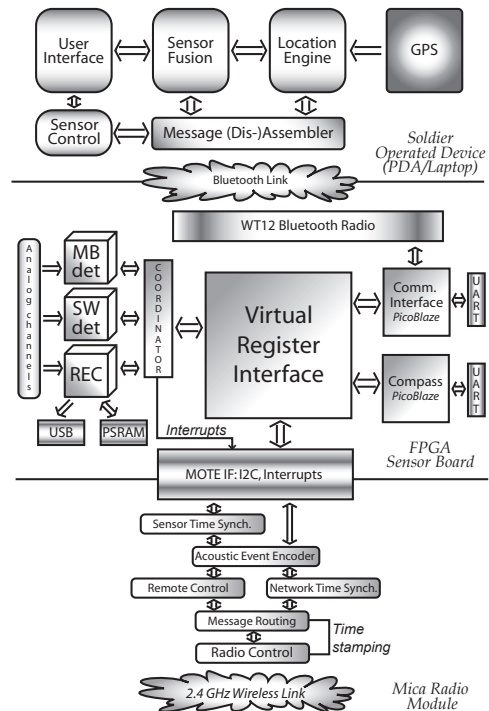 User
Interface
Sensor
Fusion
Location
Engine
GPS
Sensor
Control
Message (Dis-)Assembler
Soldier
Operated Device
(PDA/Laptop)
Bluetooth Link
WT12 Bluetooth Radio
Analog channels
MB
det
SW
det
REC
COORDINATOR
Virtual
Register
Interface
Comm.
Interface
PicoBlaze
UART
Compass
PicoBlaze
UART
USB
PSRAM
Interrupts
FPGA
Sensor Board
MOTE IF: I2C, Interrupts
Sensor Time Synch.
Acoustic Event Encoder
Remote Control
Network Time Synch.
Message Routing
Radio Control
Time
stamping
2.4 GHz Wireless Link
Mica Radio
Module